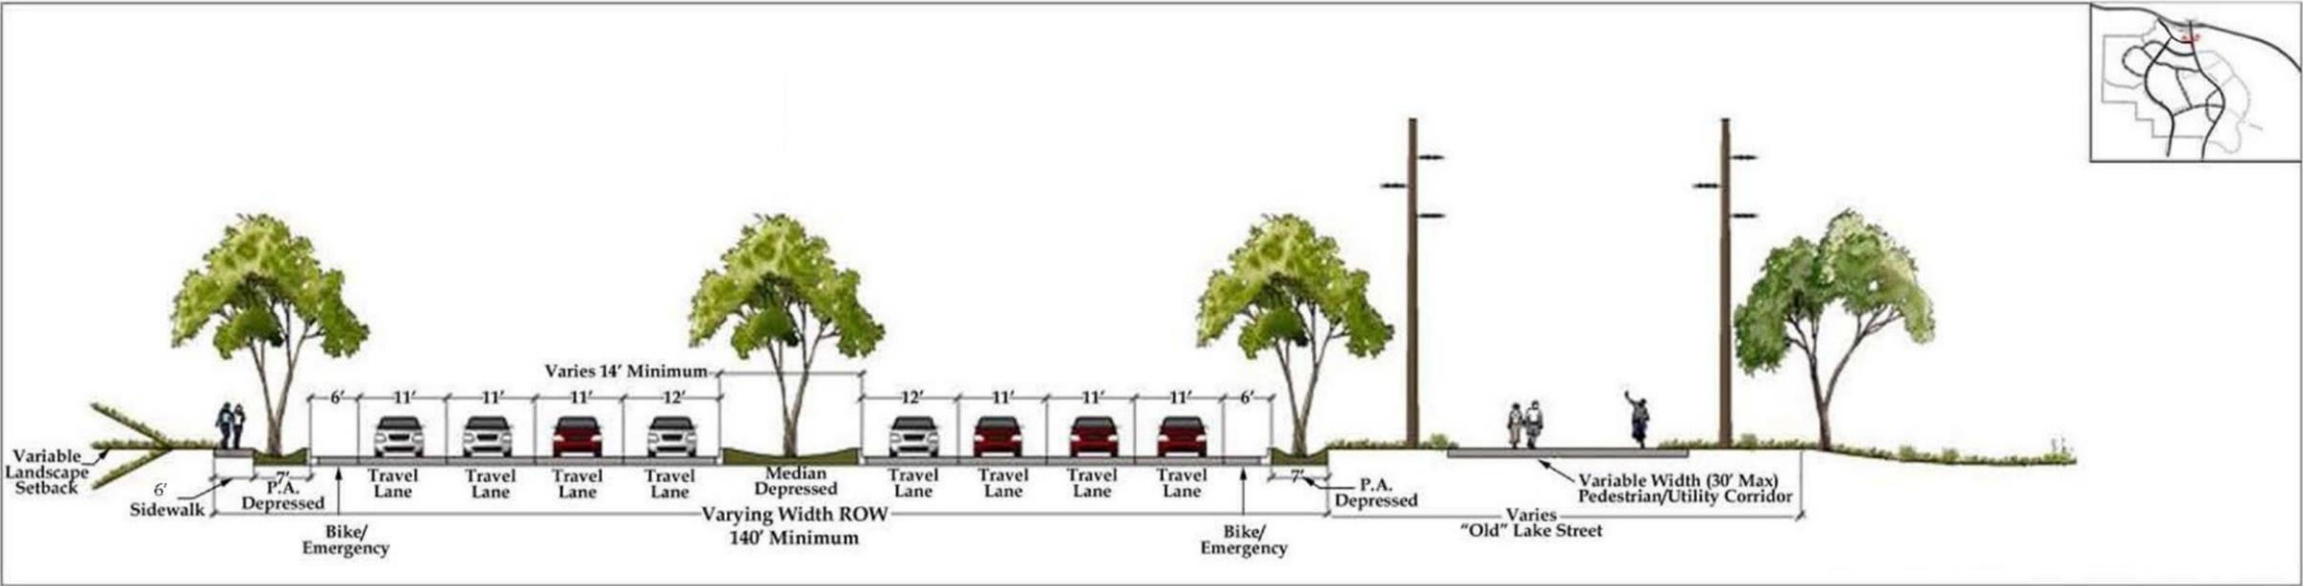 Varies 14' Minimum
6'
11'
11'
11'
12'
12'
11'
11'
11'
6'
Variable
Landscape
Setback
6'
Sidewalk
7'
P.A.
Depressed
Bike/
Emergency
Travel
Lane
Travel
Lane
Travel
Lane
Travel
Lane
Median
Depressed
Travel
Lane
Travel
Lane
Travel
Lane
Travel
Lane
Bike/
Emergency
7'
P.A.
Depressed
Varying Width ROW
140' Minimum
Variable Width (30' Max)
Pedestrian/Utility Corridor
Varies
“Old” Lake Street